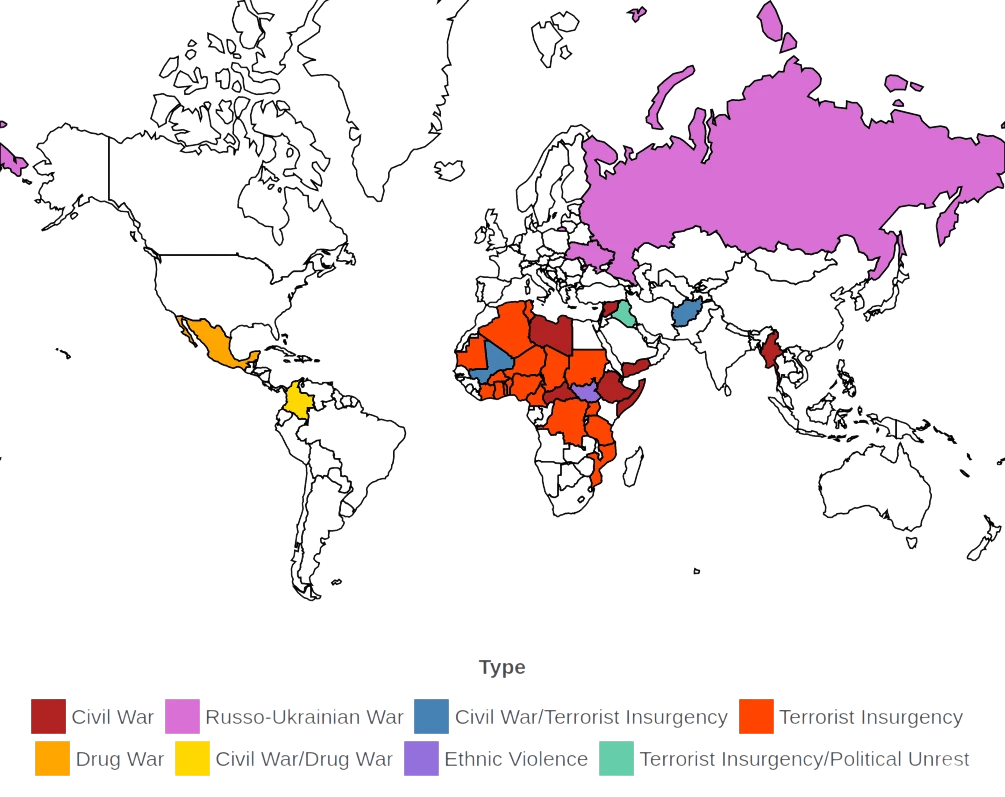 Type
Civil War Russo-Ukrainian War Civil War/Terrorist Insurgency Terrorist Insurgency
Drug War Civil War/Drug War Ethnic Violence Terrorist Insurgency/Political Unrest